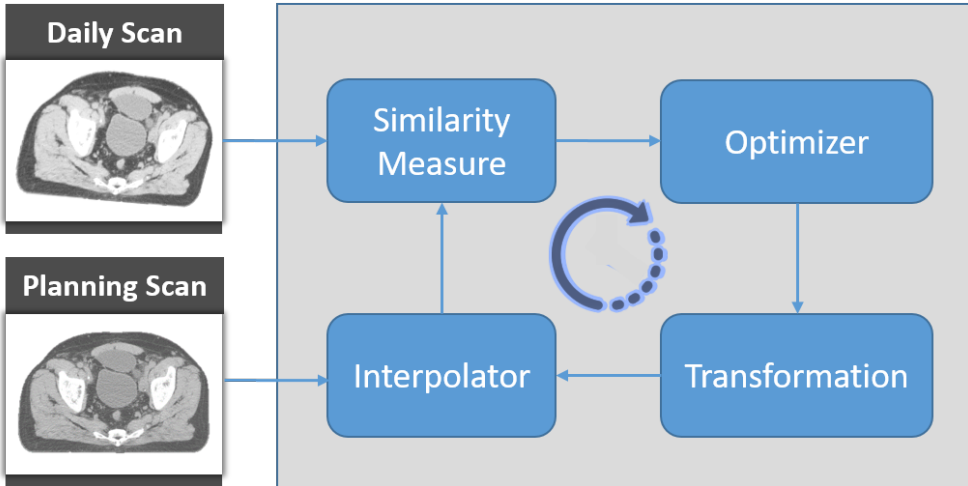 Daily Scan
Similarity
Measure
Optimizer
Planning Scan
Interpolator
Transformation